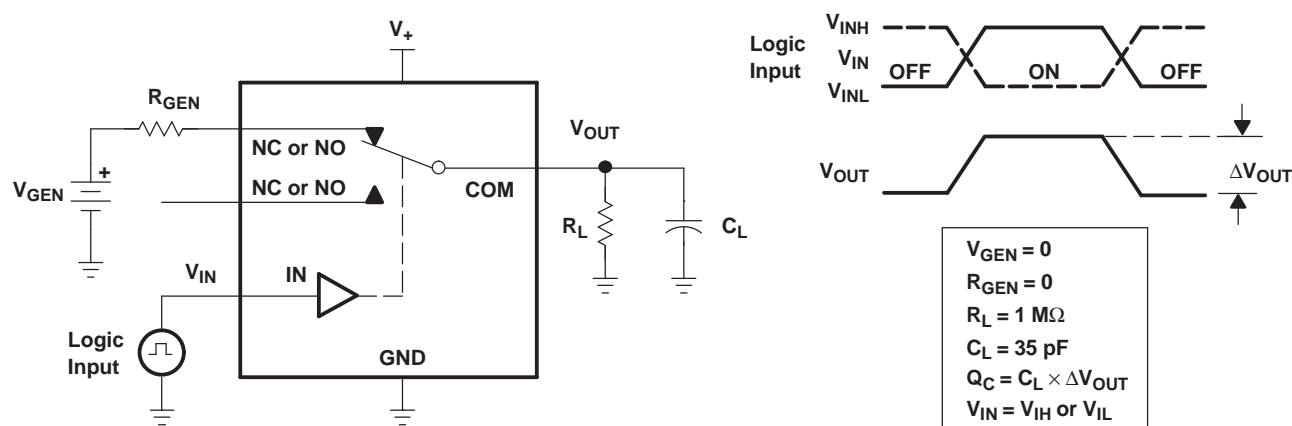 V+
RGEN
NC or NO
NC or NO
COM
VGEN
+
VOUT
RL
CL
VIN
IN
Logic
Input
GND
Logic
Input
VINH
VIN
VINL
OFF
ON
OFF
VOUT
ΔVOUT
VGEN = 0
RGEN = 0
RL = 1 MΩ
CL = 35 pF
QC = CL × ΔVOUT
VIN = VIH or VIL